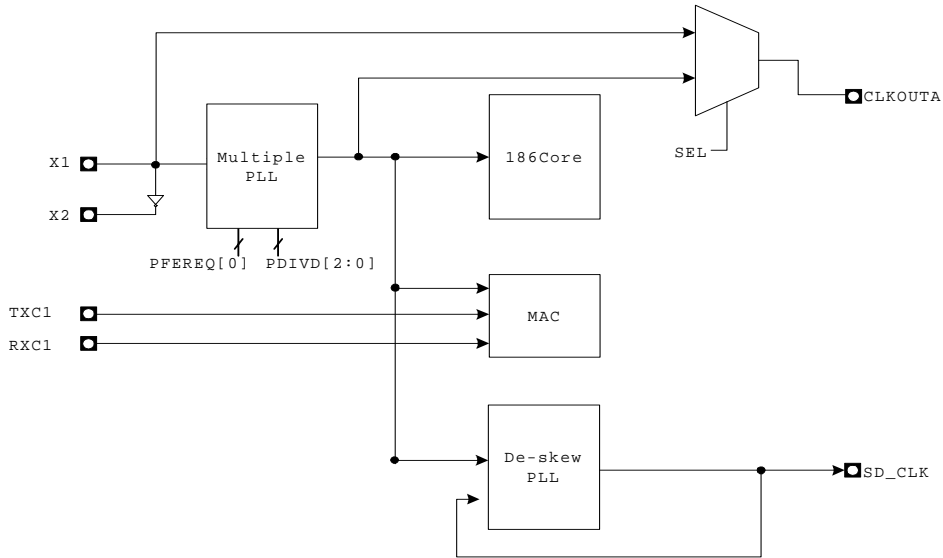 CLKOUTA
SEL
X1
Multiple
PLL
186Core
X2
PFEREQ[0]
PDIVD[2:0]
TXC1
MAC
RXC1
De-skew
PLL
SD_CLK